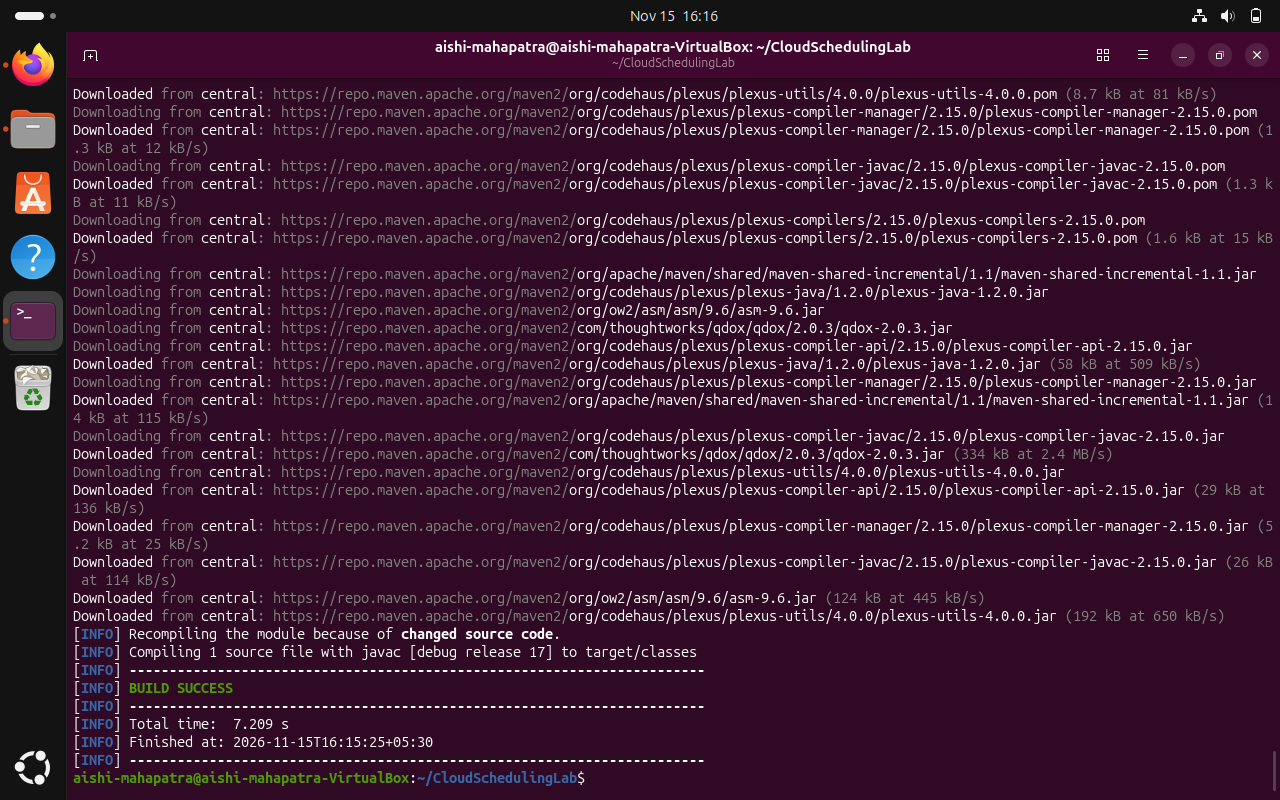 Nov 15 16:16
aishi-mahapatra@aishi-mahapatra-VirtualBox: ~/CloudSchedulingLab
~/CloudSchedulingLab
Downloaded from central: https://repo.maven.apache.org/maven2/org/codehaus/plexus/plexus-utils/4.0.0/plexus-utils-4.0.0.pom (8.7 kB at 81 kB/s)
Downloading from central: https://repo.maven.apache.org/maven2/org/codehaus/plexus/plexus-compiler-manager/2.15.0/plexus-compiler-manager-2.15.0.pom
Downloaded from central: https://repo.maven.apache.org/maven2/org/codehaus/plexus/plexus-compiler-manager/2.15.0/plexus-compiler-manager-2.15.0.pom (1
.3 kB at 12 kB/s)
Downloading from central: https://repo.maven.apache.org/maven2/org/codehaus/plexus/plexus-compiler-javac/2.15.0/plexus-compiler-javac-2.15.0.pom
Downloaded from central: https://repo.maven.apache.org/maven2/org/codehaus/plexus/plexus-compiler-javac/2.15.0/plexus-compiler-javac-2.15.0.pom (1.3 k
B at 11 kB/s)
Downloading from central: https://repo.maven.apache.org/maven2/org/codehaus/plexus/plexus-compilers/2.15.0/plexus-compilers-2.15.0.pom
Downloaded from central: https://repo.maven.apache.org/maven2/org/codehaus/plexus/plexus-compilers/2.15.0/plexus-compilers-2.15.0.pom (1.6 kB at 15 kB
/s)
Downloading from central: https://repo.maven.apache.org/maven2/org/apache/maven/shared/maven-shared-incremental/1.1/maven-shared-incremental-1.1.jar
Downloading from central: https://repo.maven.apache.org/maven2/org/codehaus/plexus/plexus-java/1.2.0/plexus-java-1.2.0.jar
Downloading from central: https://repo.maven.apache.org/maven2/org/ow2/asm/asm/9.6/asm-9.6.jar
Downloading from central: https://repo.maven.apache.org/maven2/com/thoughtworks/qdox/qdox/2.0.3/qdox-2.0.3.jar
Downloading from central: https://repo.maven.apache.org/maven2/org/codehaus/plexus/plexus-compiler-api/2.15.0/plexus-compiler-api-2.15.0.jar
Downloaded from central: https://repo.maven.apache.org/maven2/org/codehaus/plexus/plexus-java/1.2.0/plexus-java-1.2.0.jar (58 kB at 509 kB/s)
Downloading from central: https://repo.maven.apache.org/maven2/org/codehaus/plexus/plexus-compiler-manager/2.15.0/plexus-compiler-manager-2.15.0.jar
Downloaded from central: https://repo.maven.apache.org/maven2/org/apache/maven/shared/maven-shared-incremental/1.1/maven-shared-incremental-1.1.jar (1
4 kB at 115 kB/s)
Downloading from central: https://repo.maven.apache.org/maven2/org/codehaus/plexus/plexus-compiler-javac/2.15.0/plexus-compiler-javac-2.15.0.jar
Downloaded from central: https://repo.maven.apache.org/maven2/com/thoughtworks/qdox/qdox/2.0.3/qdox-2.0.3.jar (334 kB at 2.4 MB/s)
Downloading from central: https://repo.maven.apache.org/maven2/org/codehaus/plexus/plexus-utils/4.0.0/plexus-utils-4.0.0.jar
Downloaded from central: https://repo.maven.apache.org/maven2/org/codehaus/plexus/plexus-compiler-api/2.15.0/plexus-compiler-api-2.15.0.jar (29 kB at
136 kB/s)
Downloaded from central: https://repo.maven.apache.org/maven2/org/codehaus/plexus/plexus-compiler-manager/2.15.0/plexus-compiler-manager-2.15.0.jar (5
.2 kB at 25 kB/s)
Downloaded from central: https://repo.maven.apache.org/maven2/org/codehaus/plexus/plexus-compiler-javac/2.15.0/plexus-compiler-javac-2.15.0.jar (26 kB
 at 114 kB/s)
Downloaded from central: https://repo.maven.apache.org/maven2/org/ow2/asm/asm/9.6/asm-9.6.jar (124 kB at 445 kB/s)
Downloaded from central: https://repo.maven.apache.org/maven2/org/codehaus/plexus/plexus-utils/4.0.0/plexus-utils-4.0.0.jar (192 kB at 650 kB/s)
[INFO] Recompiling the module because of changed source code.
[INFO] Compiling 1 source file with javac [debug release 17] to target/classes
[INFO] ------------------------------------------------------------------------
[INFO] BUILD SUCCESS
[INFO] ------------------------------------------------------------------------
[INFO] Total time:  7.209 s
[INFO] Finished at: 2026-11-15T16:15:25+05:30
[INFO] ------------------------------------------------------------------------
aishi-mahapatra@aishi-mahapatra-VirtualBox:~/CloudSchedulingLab$